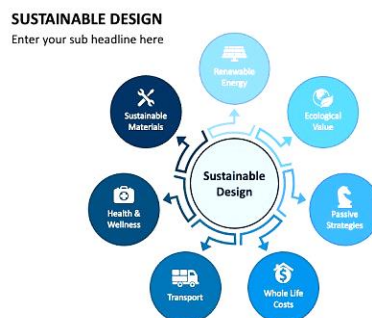 SUSTAINABLE DESIGN
Enter your sub headline here
Renewable
Energy
Ecological
Value
Passive
Strategies
Whole Life
Costs
Transport
Health &
Wellness
Sustainable
Materials
Sustainable
Design